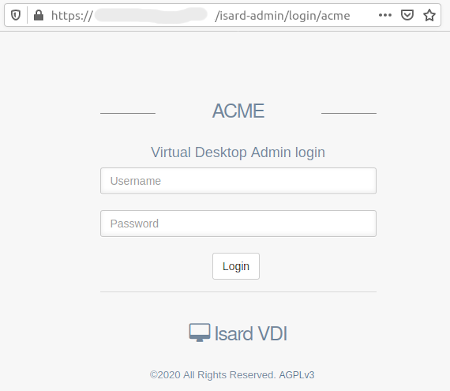 https:// /isard-admin/login/acme
ACME
Virtual Desktop Admin login
Username
Password
Login
Isard VDI
©2020 All Rights Reserved. AGPLv3